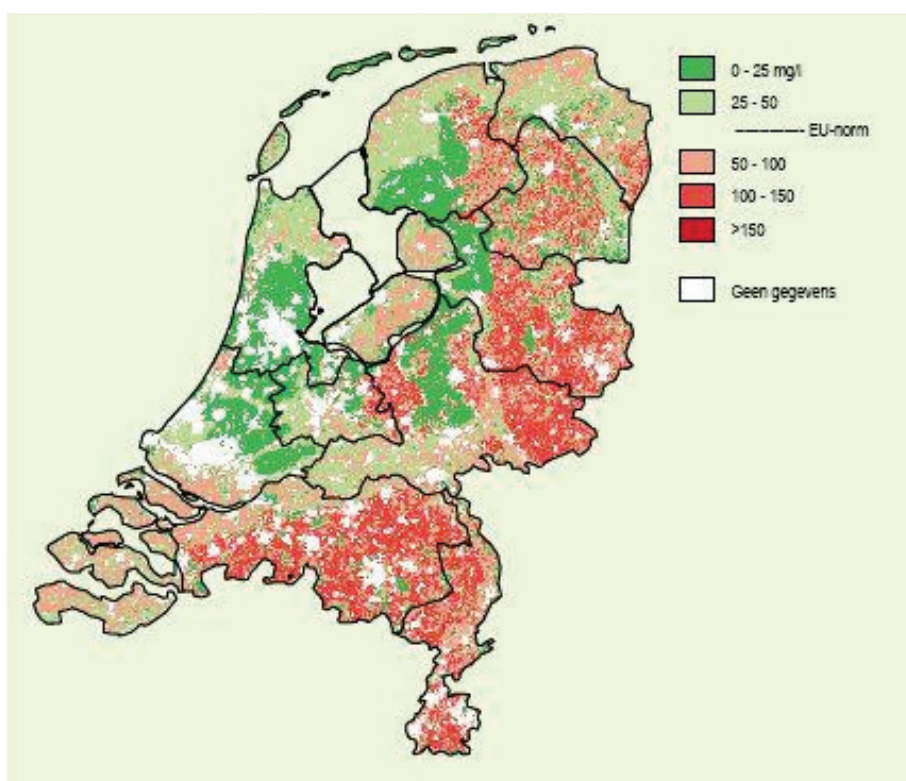 0 - 25 mg/l
25 - 50
------------ EU-norm
50 - 100
100 - 150
>150
Geen gegevens